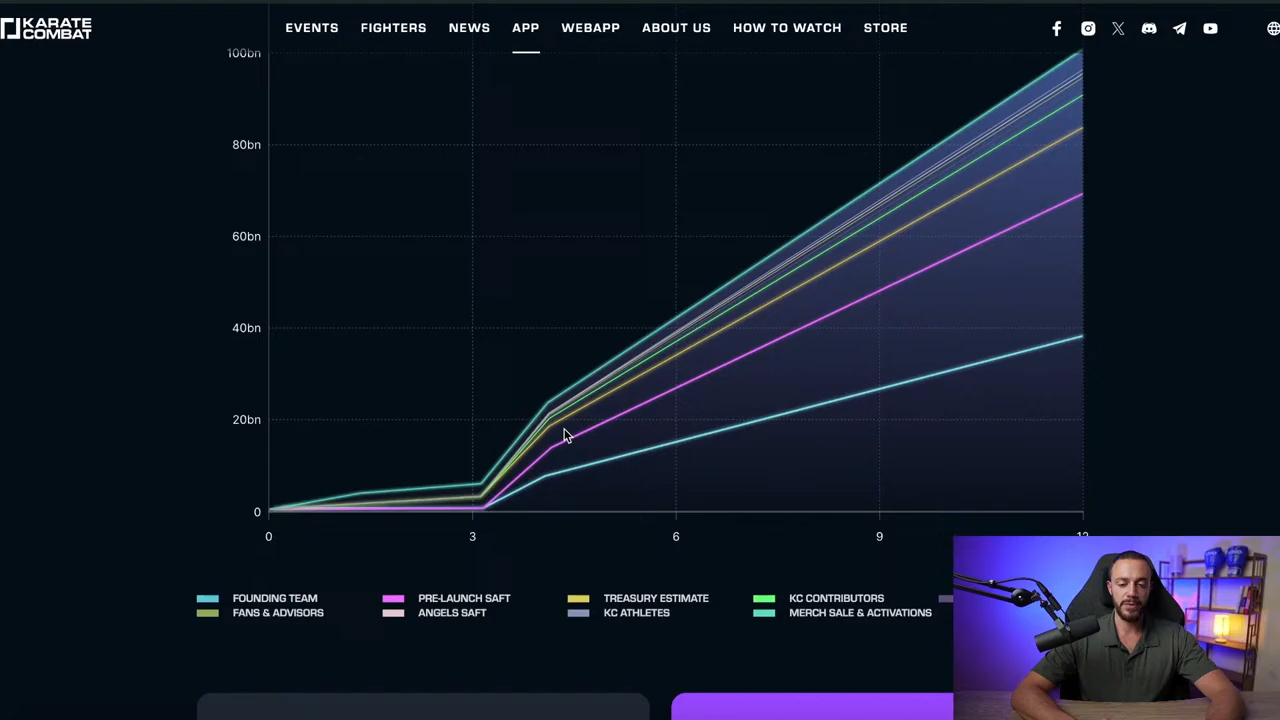 KARATE
COMBAT
EVENTS FIGHTERS NEWS APP WEBAPP ABOUT US HOW TO WATCH STORE
100bn
80bn
60bn
40bn
20bn
0
0 3 6 9 12
FOUNDING TEAM PRE-LAUNCH SAFT TREASURY ESTIMATE KC CONTRIBUTORS
FANS & ADVISORS ANGELS SAFT KC ATHLETES MERCH SALE & ACTIVATIONS